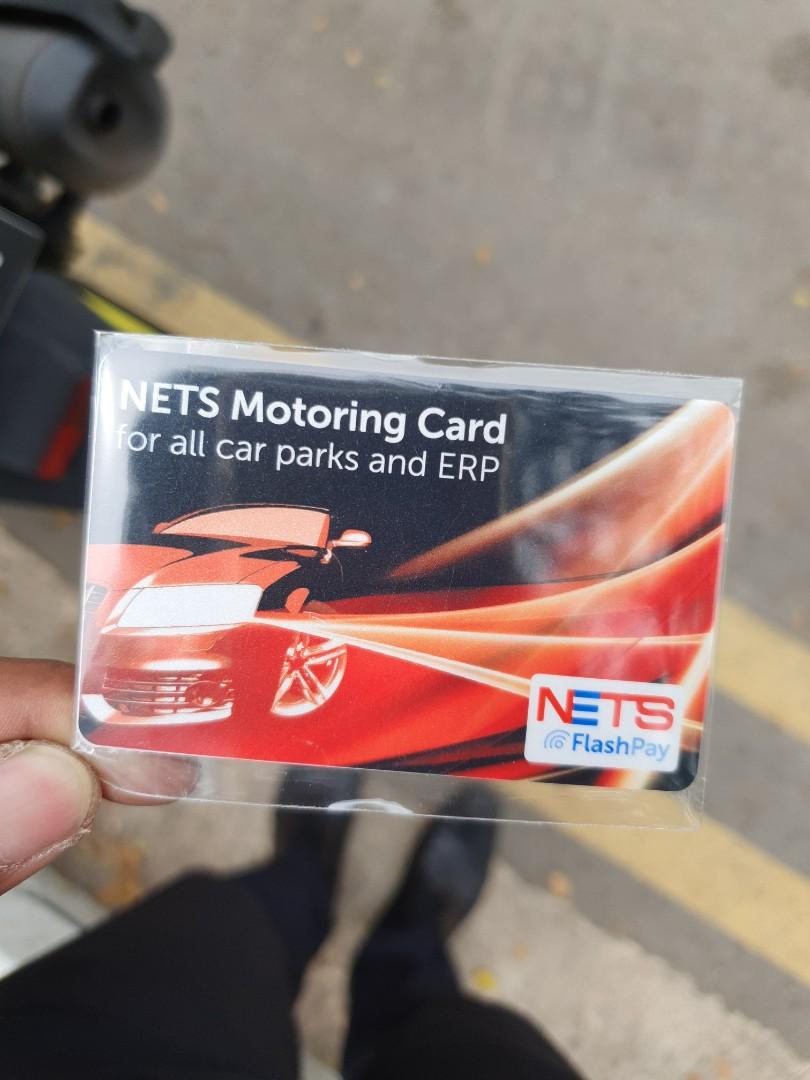 NETS Motoring Card
for all car parks and ERP
NETS
FlashPay